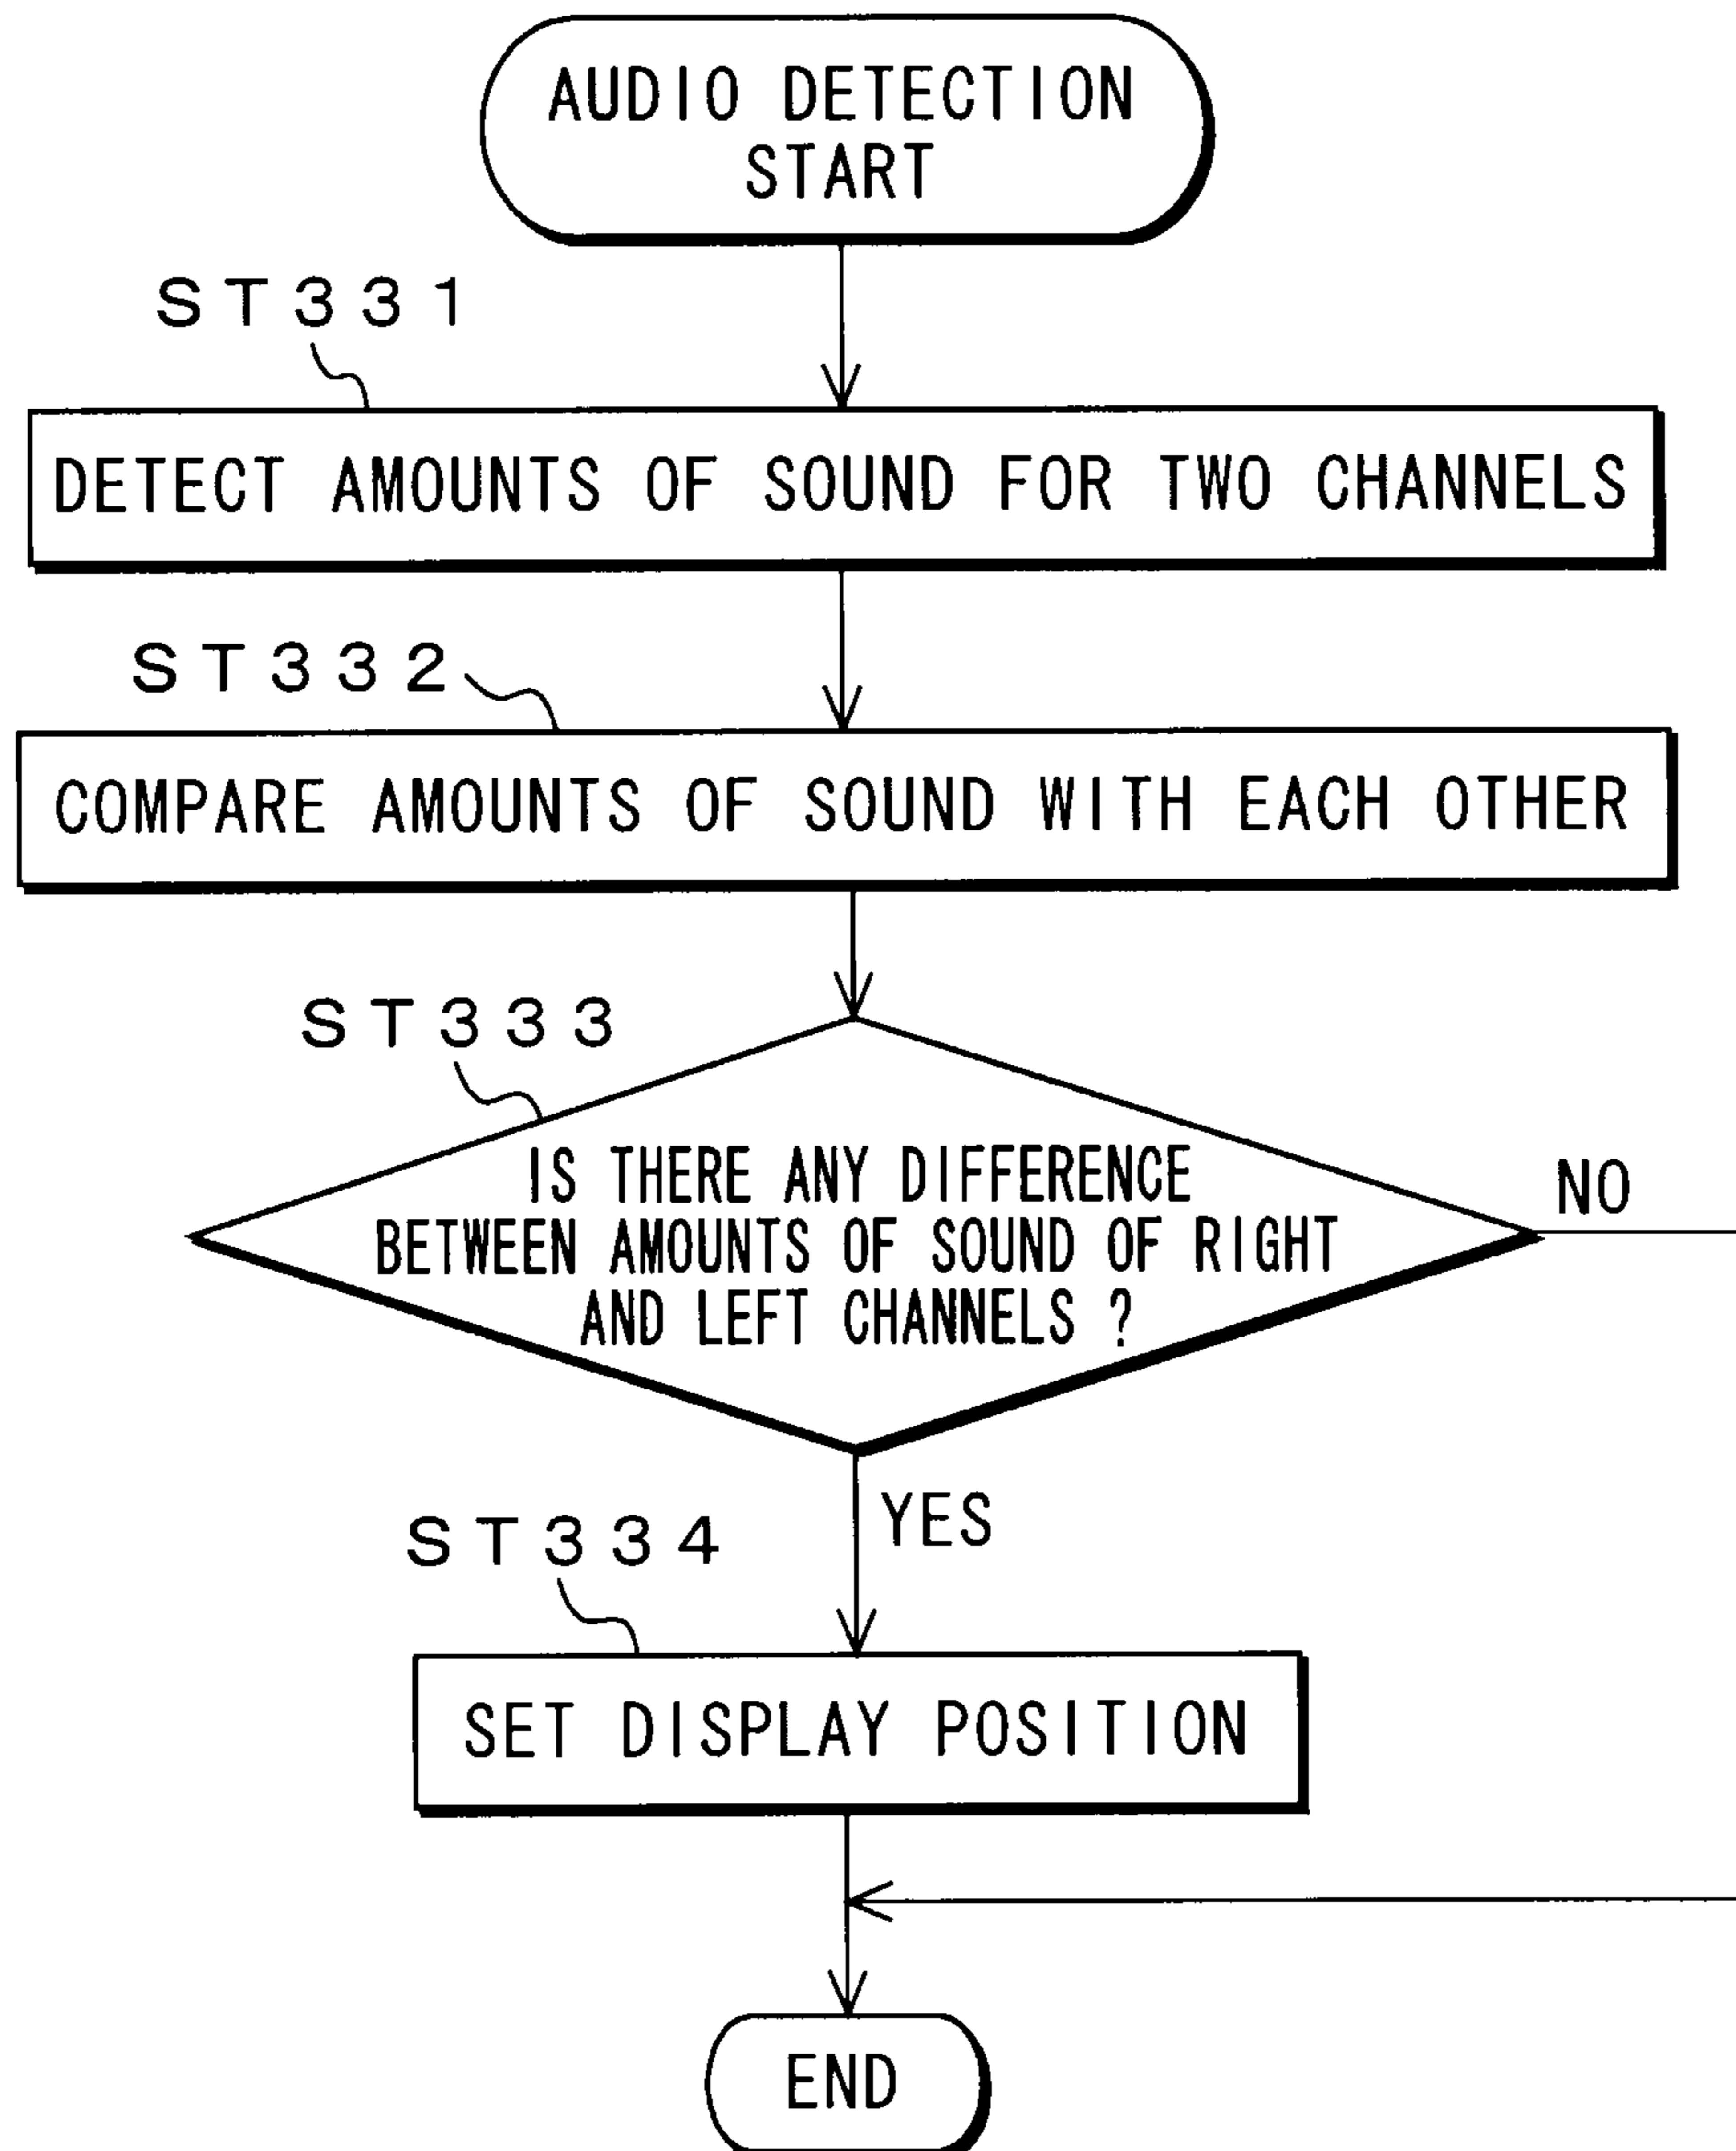 AUDIO DETECTION
START
ST331
DETECT AMOUNTS OF SOUND FOR TWO CHANNELS
ST332
COMPARE AMOUNTS OF SOUND WITH EACH OTHER
ST333
IS THERE ANY DIFFERENCE
BETWEEN AMOUNTS OF SOUND OF RIGHT
AND LEFT CHANNELS ?
NO
YES
ST334
SET DISPLAY POSITION
END